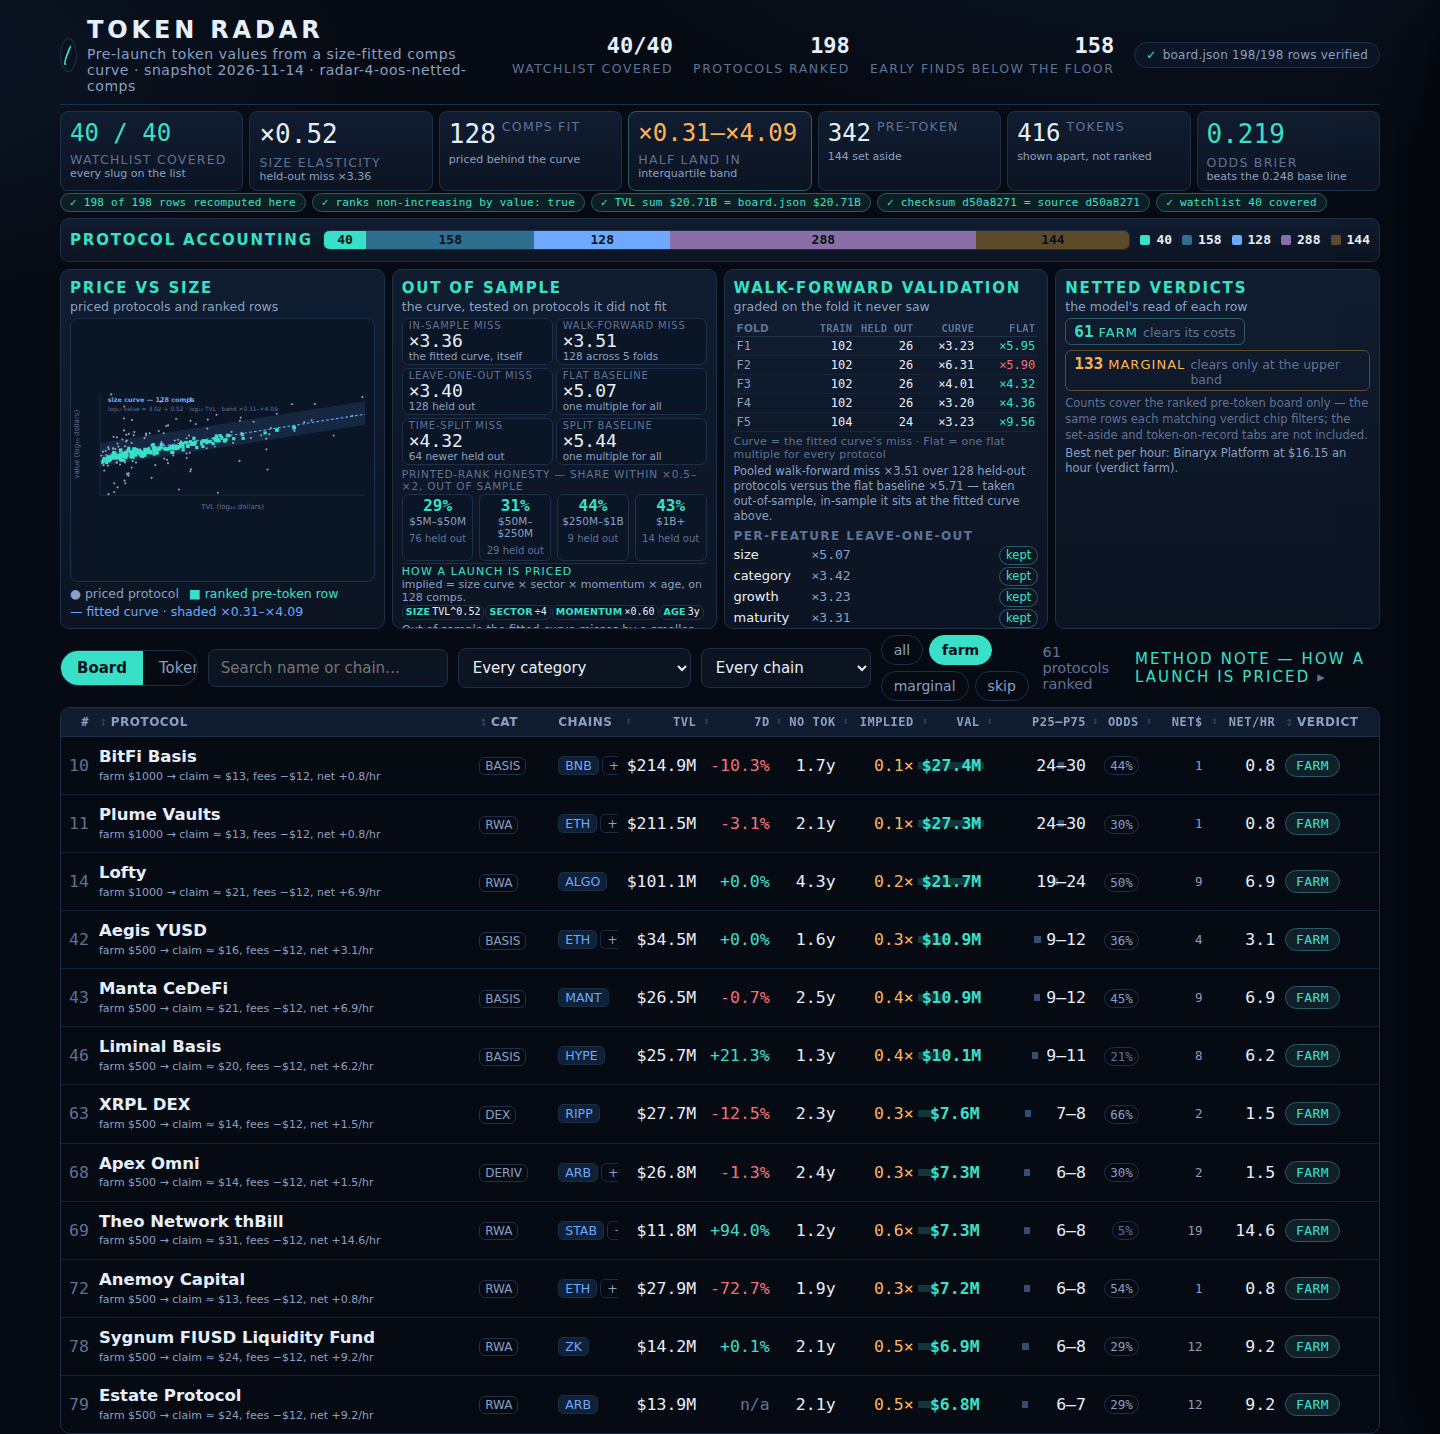 TOKEN RADAR
Pre-launch token values from a size-fitted comps
curve · snapshot 2026-11-14 · radar-4-oos-netted-
comps
40/40
WATCHLIST COVERED
198
PROTOCOLS RANKED
158
EARLY FINDS BELOW THE FLOOR
✓ board.json 198/198 rows verified
40 / 40
WATCHLIST COVERED
every slug on the list
×0.52
SIZE ELASTICITY
held-out miss ×3.36
128 COMPS FIT
priced behind the curve
×0.31–×4.09
HALF LAND IN
interquartile band
342 PRE-TOKEN
144 set aside
416 TOKENS
shown apart, not ranked
0.219
ODDS BRIER
beats the 0.248 base line
✓ 198 of 198 rows recomputed here
✓ ranks non-increasing by value: true
✓ TVL sum $20.71B = board.json $20.71B
✓ checksum d50a8271 = source d50a8271
✓ watchlist 40 covered
PROTOCOL ACCOUNTING
40 158 128 288 144
40 158 128 288 144
PRICE VS SIZE
priced protocols and ranked rows
size curve — 128 comps
log₁₀ value = 3.02 + 0.52 · log₁₀ TVL · band ×0.31–×4.09
value (log₁₀ dollars)
TVL (log₁₀ dollars)
priced protocol ranked pre-token row
— fitted curve · shaded ×0.31–×4.09
OUT OF SAMPLE
the curve, tested on protocols it did not fit
IN-SAMPLE MISS
×3.36
the fitted curve, itself
WALK-FORWARD MISS
×3.51
128 across 5 folds
LEAVE-ONE-OUT MISS
×3.40
128 held out
FLAT BASELINE
×5.07
one multiple for all
TIME-SPLIT MISS
×4.32
64 newer held out
SPLIT BASELINE
×5.44
one multiple for all
PRINTED-RANK HONESTY — SHARE WITHIN ×0.5–
×2, OUT OF SAMPLE
29%
$5M–$50M
76 held out
31%
$50M–
$250M
29 held out
44%
$250M–$1B
9 held out
43%
$1B+
14 held out
HOW A LAUNCH IS PRICED
implied = size curve × sector × momentum × age, on
128 comps.
SIZE TVL^0.52 SECTOR ÷4 MOMENTUM ×0.60 AGE 3y
Out of sample the fitted curve misses by a smaller
WALK-FORWARD VALIDATION
graded on the fold it never saw
FOLD TRAIN HELD OUT CURVE FLAT
F1 102 26 ×3.23 ×5.95
F2 102 26 ×6.31 ×5.90
F3 102 26 ×4.01 ×4.32
F4 102 26 ×3.20 ×4.36
F5 104 24 ×3.23 ×9.56
Curve = the fitted curve's miss · Flat = one flat
multiple for every protocol
Pooled walk-forward miss ×3.51 over 128 held-out
protocols versus the flat baseline ×5.71 — taken
out-of-sample, in-sample it sits at the fitted curve
above.
PER-FEATURE LEAVE-ONE-OUT
size ×5.07 kept
category ×3.42 kept
growth ×3.23 kept
maturity ×3.31 kept
NETTED VERDICTS
the model's read of each row
61 FARM clears its costs
133 MARGINAL clears only at the upper
band
Counts cover the ranked pre-token board only — the
same rows each matching verdict chip filters; the
set-aside and token-on-record tabs are not included.
Best net per hour: Binaryx Platform at $16.15 an
hour (verdict farm).
Board Token
Search name or chain...
Every category
Every chain
all farm
marginal skip
61
protocols
ranked
METHOD NOTE — HOW A
LAUNCH IS PRICED ▸
# PROTOCOL CAT CHAINS TVL 7D NO TOK IMPLIED VAL P25–P75 ODDS NET$ NET/HR VERDICT
10 BitFi Basis BASIS BNB + $214.9M -10.3% 1.7y 0.1× $27.4M 24–30 44% 1 0.8 FARM
farm $1000 → claim ≈ $13, fees −$12, net +0.8/hr
11 Plume Vaults RWA ETH + $211.5M -3.1% 2.1y 0.1× $27.3M 24–30 30% 1 0.8 FARM
farm $1000 → claim ≈ $13, fees −$12, net +0.8/hr
14 Lofty RWA ALGO $101.1M +0.0% 4.3y 0.2× $21.7M 19–24 50% 9 6.9 FARM
farm $1000 → claim ≈ $21, fees −$12, net +6.9/hr
42 Aegis YUSD BASIS ETH + $34.5M +0.0% 1.6y 0.3× $10.9M 9–12 36% 4 3.1 FARM
farm $500 → claim ≈ $16, fees −$12, net +3.1/hr
43 Manta CeDeFi BASIS MANT $26.5M -0.7% 2.5y 0.4× $10.9M 9–12 45% 9 6.9 FARM
farm $500 → claim ≈ $21, fees −$12, net +6.9/hr
46 Liminal Basis BASIS HYPE $25.7M +21.3% 1.3y 0.4× $10.1M 9–11 21% 8 6.2 FARM
farm $500 → claim ≈ $20, fees −$12, net +6.2/hr
63 XRPL DEX DEX RIPP $27.7M -12.5% 2.3y 0.3× $7.6M 7–8 66% 2 1.5 FARM
farm $500 → claim ≈ $14, fees −$12, net +1.5/hr
68 Apex Omni DERIV ARB + $26.8M -1.3% 2.4y 0.3× $7.3M 6–8 30% 2 1.5 FARM
farm $500 → claim ≈ $14, fees −$12, net +1.5/hr
69 Theo Network thBill RWA STAB $11.8M +94.0% 1.2y 0.6× $7.3M 6–8 5% 19 14.6 FARM
farm $500 → claim ≈ $31, fees −$12, net +14.6/hr
72 Anemoy Capital RWA ETH + $27.9M -72.7% 1.9y 0.3× $7.2M 6–8 54% 1 0.8 FARM
farm $500 → claim ≈ $13, fees −$12, net +0.8/hr
78 Sygnum FIUSD Liquidity Fund RWA ZK $14.2M +0.1% 2.1y 0.5× $6.9M 6–8 29% 12 9.2 FARM
farm $500 → claim ≈ $24, fees −$12, net +9.2/hr
79 Estate Protocol RWA ARB $13.9M n/a 2.1y 0.5× $6.8M 6–7 29% 12 9.2 FARM
farm $500 → claim ≈ $24, fees −$12, net +9.2/hr